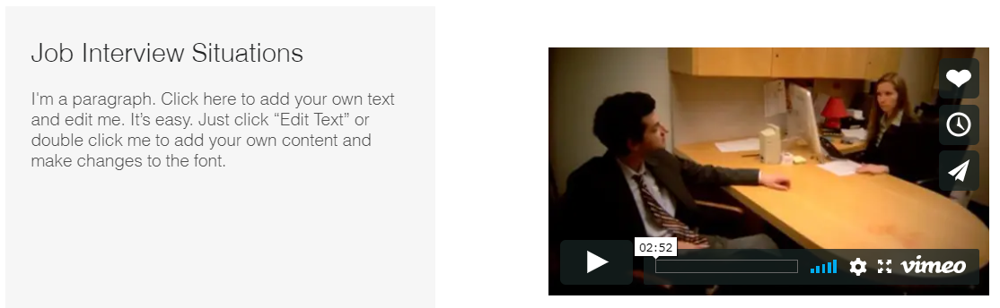 Job Interview Situations
I'm a paragraph. Click here to add your own text
and edit me. It’s easy. Just click “Edit Text” or
double click me to add your own content and
make changes to the font.
02:52
vimeo